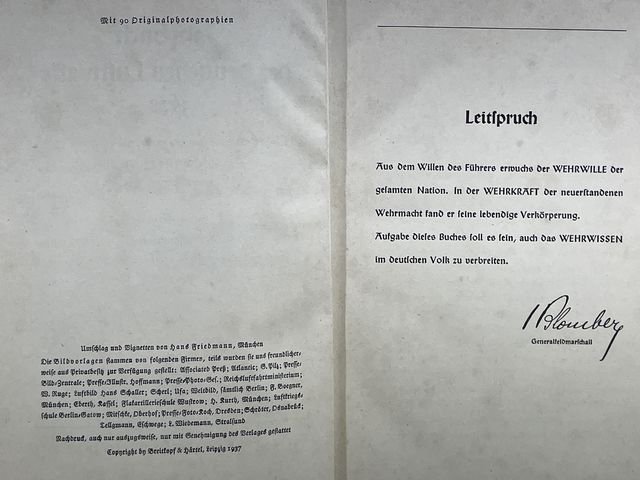 Mit 90 Originalphotographien
Umschlag und Vignetten von Hans Friedmann, München
Die Bildvorlagen stammen von folgenden Firmen, teils wurden sie uns freundlicher-
weise aus Privatbesitz zur Verfügung gestellt: Associated Preß; Atlantic; G. Pilz; Presse-
Bild-Zentrale; Presse-Illustr. Hoffmann; Presse-Photo-Ges.; Reichsluftfahrtministerium;
W. Ruge; Luftbild Hans Schaller; Scherl; Ufa; Weltbild, sämtlich Berlin; F. Boegner,
München; Eberth, Kassel; Flakartillerieschule Wustrow; H. Kurth, München; Luftkriegs-
schule Berlin-Gatow; Mitschke, Oberhof; Presse-Foto-Koch, Dresden; Schröter, Osnabrück;
Tellgmann, Eschwege; L. Wiedemann, Stralsund
Nachdruck, auch nur auszugsweise, nur mit Genehmigung des Verlages gestattet
Copyright by Breitkopf & Härtel, Leipzig 1937
Leitspruch
Aus dem Willen des Führers erwuchs der WEHRWILLE der
gesamten Nation. In der WEHRKRAFT der neuerstandenen
Wehrmacht fand er seine lebendige Verkörperung.
Aufgabe dieses Buches soll es sein, auch das WEHRWISSEN
im deutschen Volk zu verbreiten.
Blomberg
Generalfeldmarschall